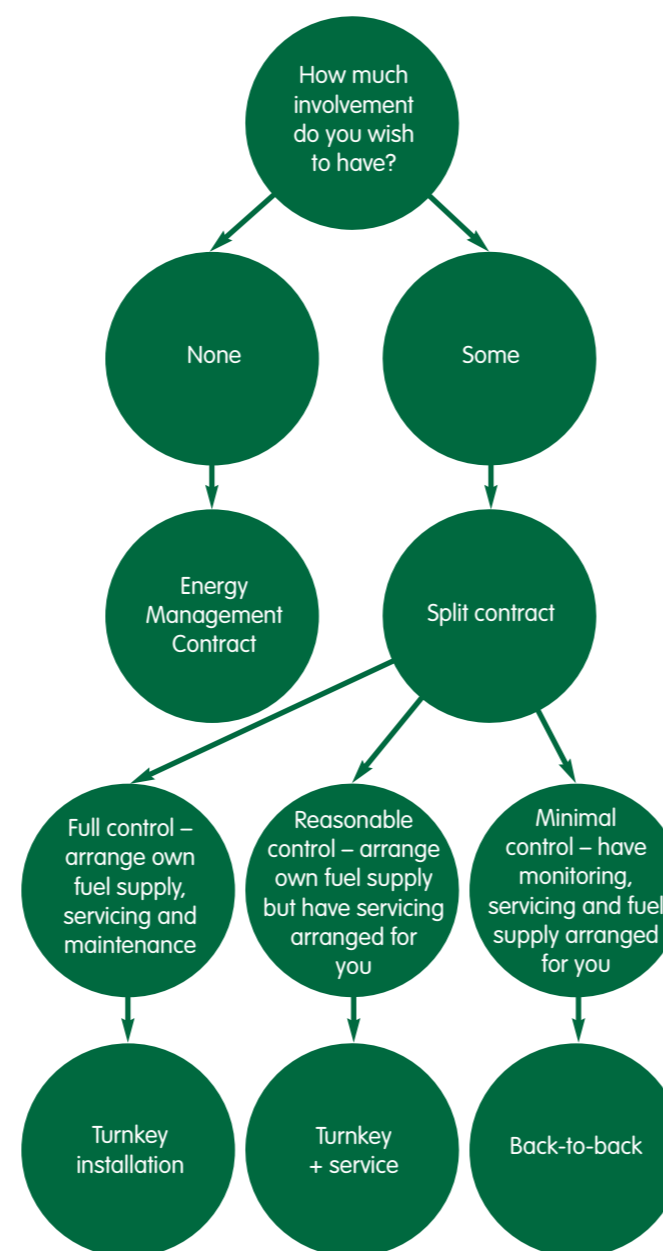 How much
involvement
do you wish
to have?
None
Some
Energy
Management
Contract
Split contract
Full control –
arrange own
fuel supply,
servicing and
maintenance
Reasonable
control – arrange
own fuel supply
but have servicing
arranged for
you
Minimal
control – have
monitoring,
servicing and fuel
supply arranged
for you
Turnkey
installation
Turnkey
+ service
Back-to-back